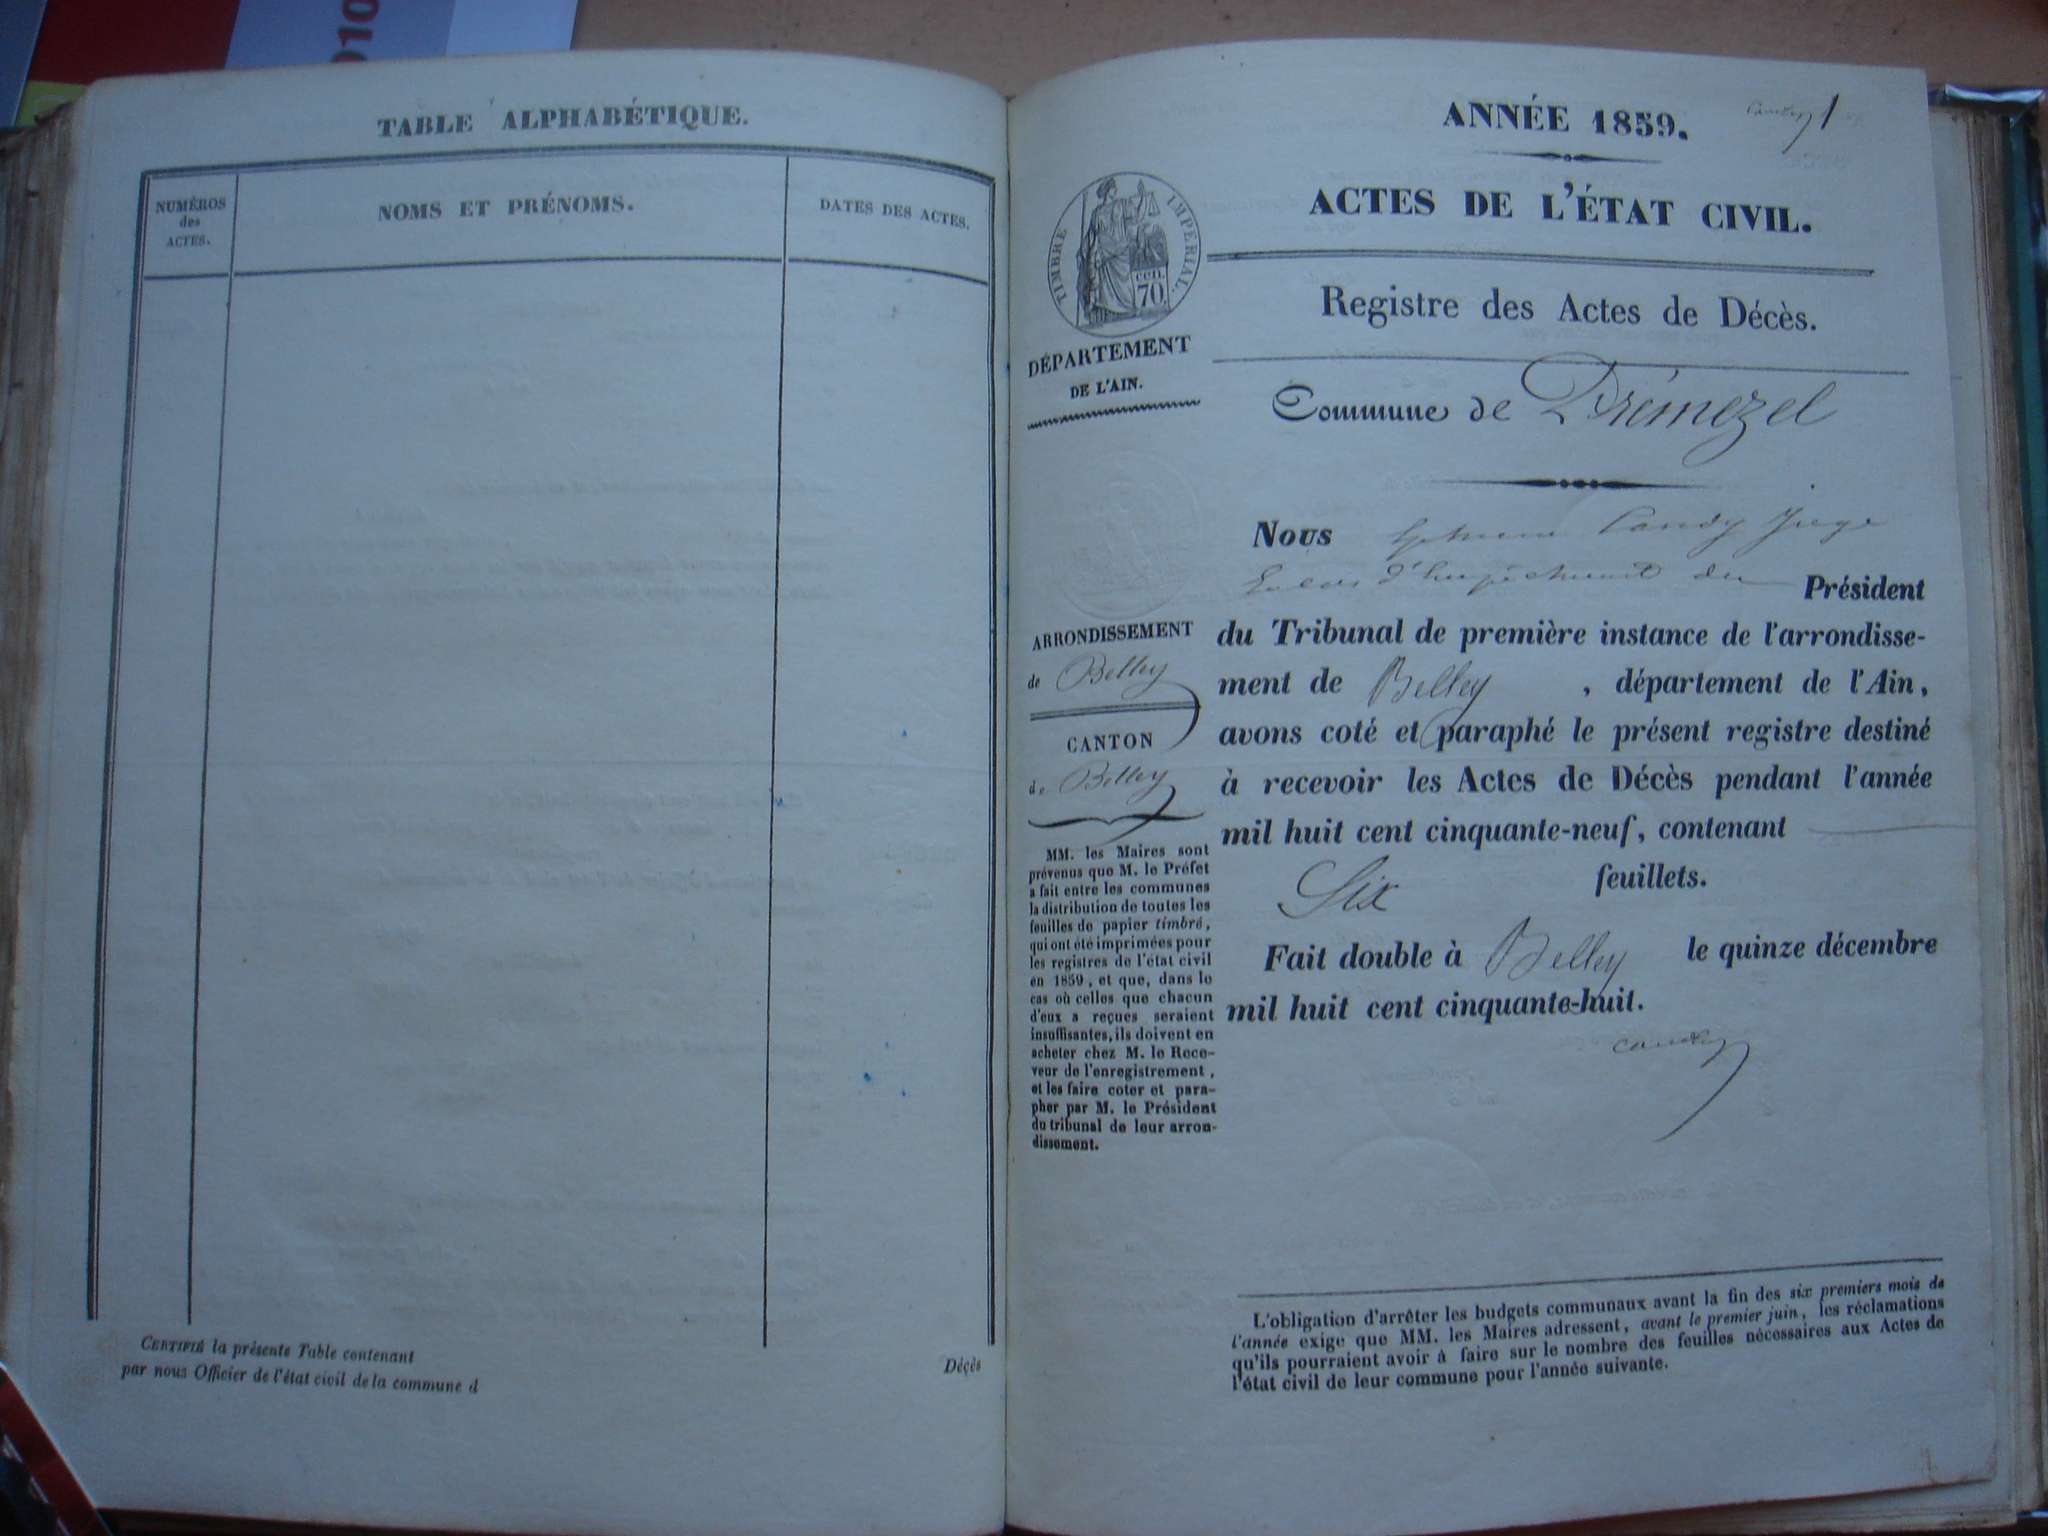 010
TABLE ALPHABÉTIQUE.
NUMÉROS
des
ACTES.
NOMS ET PRÉNOMS.
DATES DES ACTES.
CERTIFIÉ la présente Table contenant
Décès
par nous Officier de l'état civil de la commune d
ANNÉE 1859.
1
ACTES DE L'ÉTAT CIVIL.
TIMBRE IMPÉRIAL.
cen.
70.
Registre des Actes de Décès.
DÉPARTEMENT
DE L'AIN.
Commune de Prémezel
Nous Candy Juge
d'empêchement du Président
du Tribunal de première instance de l'arrondisse-
ment de Belley, département de l'Ain,
avons coté et paraphé le présent registre destiné
à recevoir les Actes de Décès pendant l'année
mil huit cent cinquante-neuf, contenant
Six feuillets.
Fait double à Belley le quinze décembre
mil huit cent cinquante-huit.
Candy
ARRONDISSEMENT
de Belley
CANTON
de Belley
MM. les Maires sont
prévenus que M. le Préfet
a fait entre les communes
la distribution de toutes les
feuilles de papier timbré,
qui ont été imprimées pour
les registres de l'état civil
en 1859, et que, dans le
cas où celles que chacun
d'eux a reçues seraient
insuffisantes, ils doivent en
acheter chez M. le Rece-
veur de l'enregistrement,
et les faire coter et para-
pher par M. le Président
du tribunal de leur arron-
dissement.
L'obligation d'arrêter les budgets communaux avant la fin des six premiers mois de
l'année exige que MM. les Maires adressent, avant le premier juin, les réclamations
qu'ils pourraient avoir à faire sur le nombre des feuilles nécessaires aux Actes de
l'état civil de leur commune pour l'année suivante.